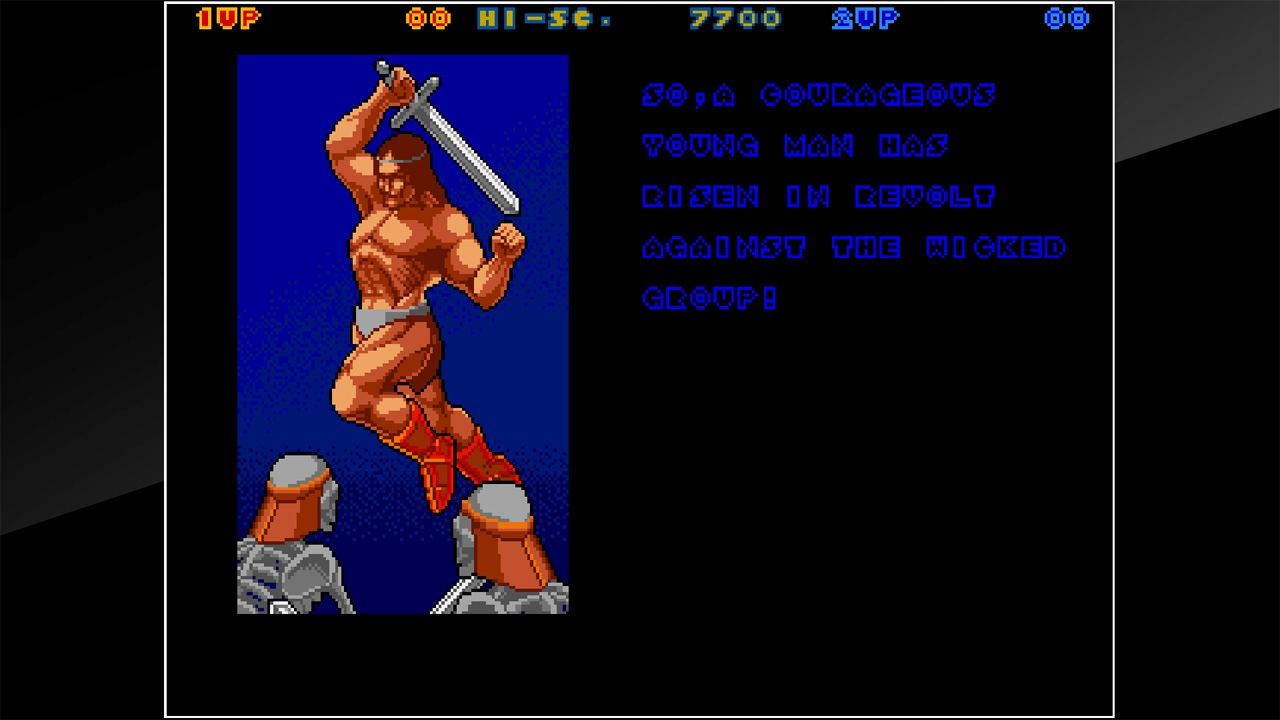 1UP 00 HI-SC. 7700 2UP 00
SO,A COURAGEOUS
YOUNG MAN HAS
RISEN IN REVOLT
AGAINST THE WICKED
GROUP!